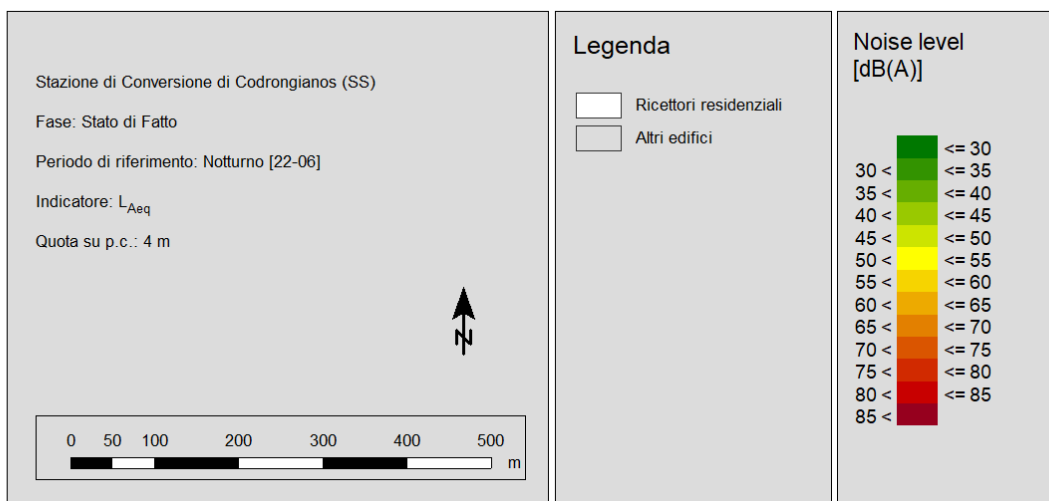 Stazione di Conversione di Codrongianos (SS)
Fase: Stato di Fatto
Periodo di riferimento: Notturno [22-06]
Indicatore: LAeq
Quota su p.c.: 4 m
N
0 50 100 200 300 400 500
m
Legenda
Ricettori residenziali
Altri edifici
Noise level
[dB(A)]
<= 30
30 < <= 35
35 < <= 40
40 < <= 45
45 < <= 50
50 < <= 55
55 < <= 60
60 < <= 65
65 < <= 70
70 < <= 75
75 < <= 80
80 < <= 85
85 <